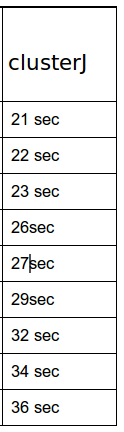 clusterJ
21 sec
22 sec
23 sec
26sec
27sec
29sec
32 sec
34 sec
36 sec